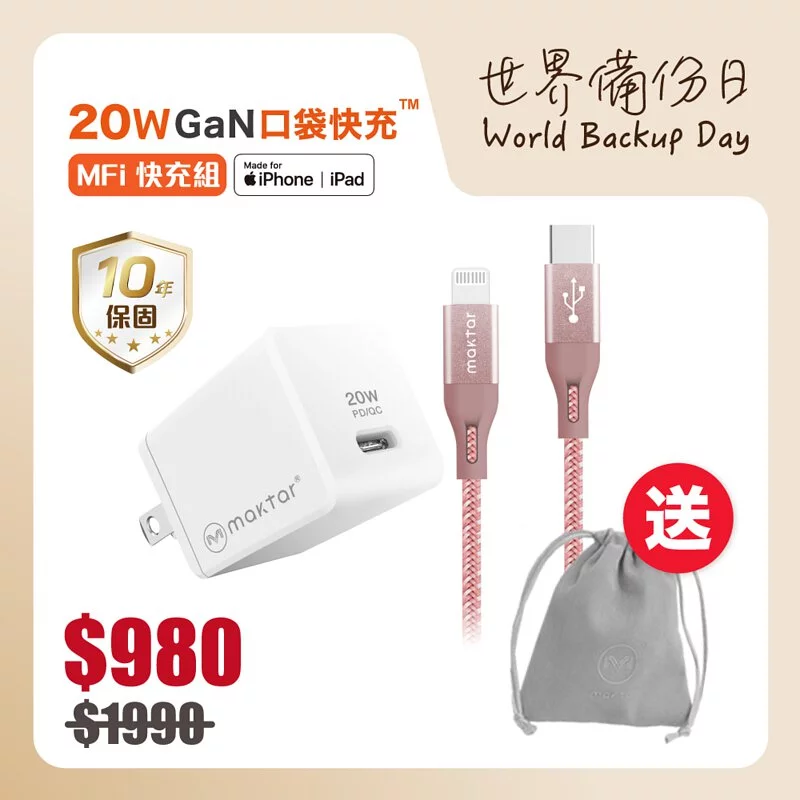 世界備份日
World Backup Day
20W GaN口袋快充™
MFi 快充組
Made for
iPhone | iPad
10年
保固
20W
PD/QC
maktar®
maktar
送
maktar
$980
$1990